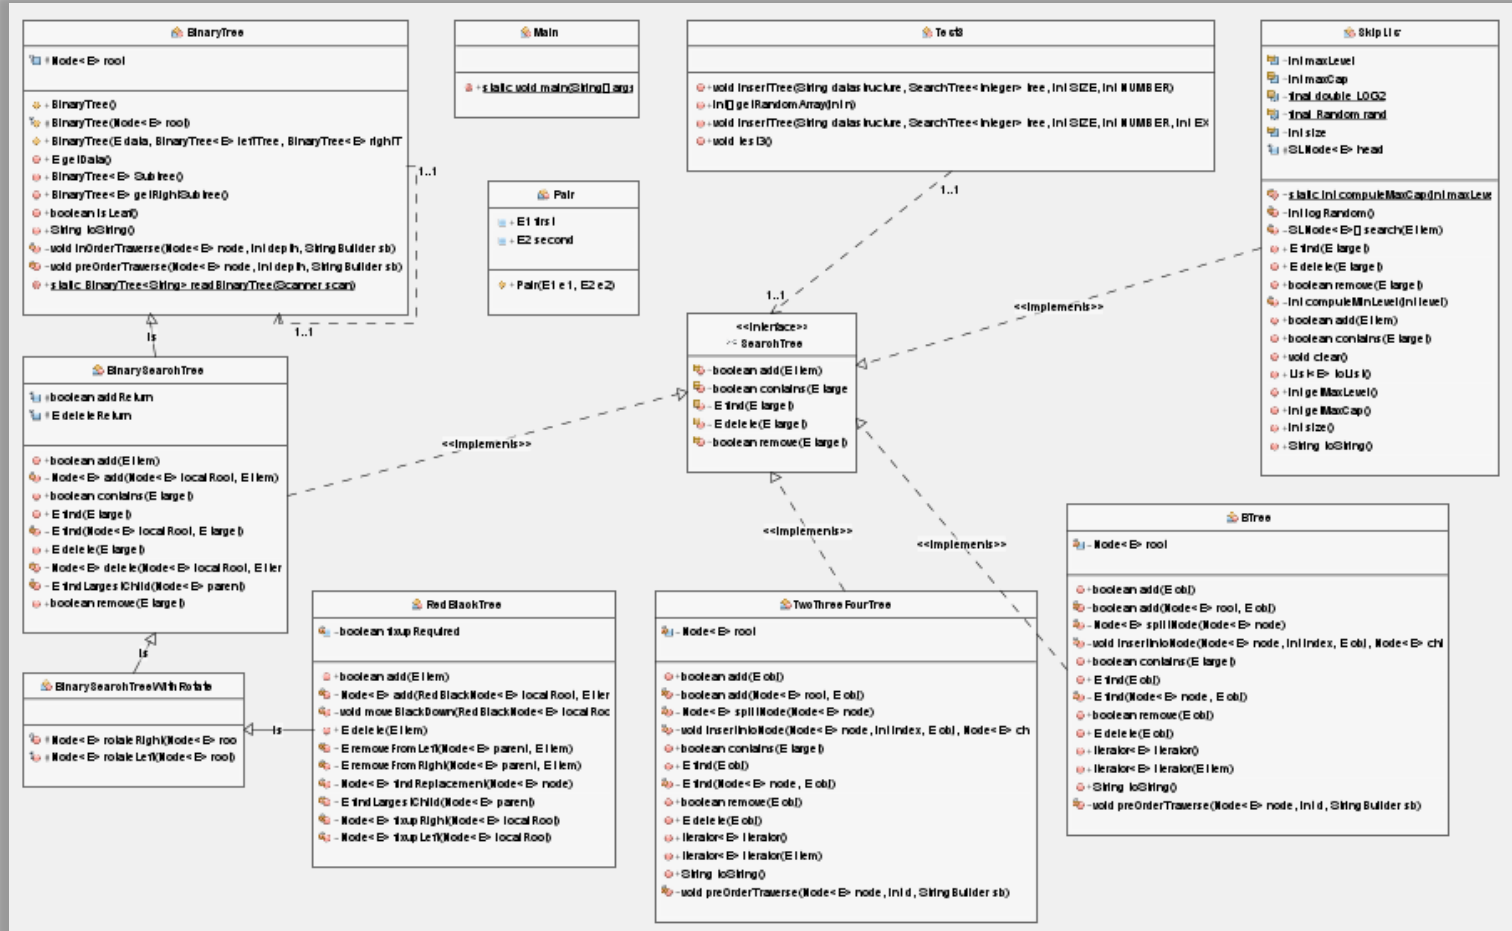 BinaryTree
#Node<E> root
+BinaryTree()
#BinaryTree(Node<E> root)
+BinaryTree(E data, BinaryTree<E> leftTree, BinaryTree<E> rightT
+E getData()
+BinaryTree<E> Subtree()
+BinaryTree<E> getRightSubtree()
+boolean isLeaf()
+String toString()
-void inOrderTraverse(Node<E> node, int depth, StringBuilder sb)
-void preOrderTraverse(Node<E> node, int depth, StringBuilder sb)
+static BinaryTree<String> readBinaryTree(Scanner scan)
1..1
1..1
Is
Main
+static void main(String[] args
Pair
+E1 first
+E2 second
+Pair(E1 e1, E2 e2)
Test3
+void insertTree(String datastructure, SearchTree<Integer> tree, int SIZE, int NUMBER)
+int[] getRandomArray(int n)
+void insertTree(String datastructure, SearchTree<Integer> tree, int SIZE, int NUMBER, int EX
+void test3()
1..1
1..1
SkipList
-int maxLevel
-int maxCap
-final double LOG2
-final Random rand
-int size
#SLNode<E> head
-static int computeMaxCap(int maxLeve
-int logRandom()
-SLNode<E>[] search(E item)
+E find(E target)
+E delete(E target)
+boolean remove(E target)
-int computeMinLevel(int level)
+boolean add(E item)
+boolean contains(E target)
+void clear()
+List<E> toList()
+int getMaxLevel()
+int getMaxCap()
+int size()
+String toString()
<<implements>>
<<interface>>
SearchTree
-boolean add(E item)
-boolean contains(E targe
-E find(E target)
-E delete(E target)
-boolean remove(E target)
BinarySearchTree
#boolean addReturn
#E deleteReturn
+boolean add(E item)
-Node<E> add(Node<E> localRoot, E item)
+boolean contains(E target)
+E find(E target)
-E find(Node<E> localRoot, E target)
+E delete(E target)
-Node<E> delete(Node<E> localRoot, E iter
-E findLargestChild(Node<E> parent)
+boolean remove(E target)
<<implements>>
Is
BinarySearchTreeWithRotate
#Node<E> rotateRight(Node<E> roo
#Node<E> rotateLeft(Node<E> root)
Is
RedBlackTree
-boolean fixupRequired
+boolean add(E item)
-Node<E> add(RedBlackNode<E> localRoot, E iter
-void moveBlackDown(RedBlackNode<E> localRoo
+E delete(E item)
-E removeFromLeft(Node<E> parent, E item)
-E removeFromRight(Node<E> parent, E item)
-Node<E> findReplacement(Node<E> node)
-E findLargestChild(Node<E> parent)
-Node<E> fixupRight(Node<E> localRoot)
-Node<E> fixupLeft(Node<E> localRoot)
<<implements>>
<<implements>>
TwoThreeFourTree
-Node<E> root
+boolean add(E obj)
-boolean add(Node<E> root, E obj)
-Node<E> splitNode(Node<E> node)
-void insertIntoNode(Node<E> node, int index, E obj, Node<E> ch
+boolean contains(E target)
+E find(E obj)
-E find(Node<E> node, E obj)
+boolean remove(E obj)
+E delete(E obj)
+Iterator<E> iterator()
+Iterator<E> iterator(E item)
+String toString()
-void preOrderTraverse(Node<E> node, int d, StringBuilder sb)
BTree
-Node<E> root
+boolean add(E obj)
-boolean add(Node<E> root, E obj)
-Node<E> splitNode(Node<E> node)
-void insertIntoNode(Node<E> node, int index, E obj, Node<E> chi
+boolean contains(E target)
+E find(E obj)
-E find(Node<E> node, E obj)
+boolean remove(E obj)
+E delete(E obj)
+Iterator<E> iterator()
+Iterator<E> iterator(E item)
+String toString()
-void preOrderTraverse(Node<E> node, int d, StringBuilder sb)